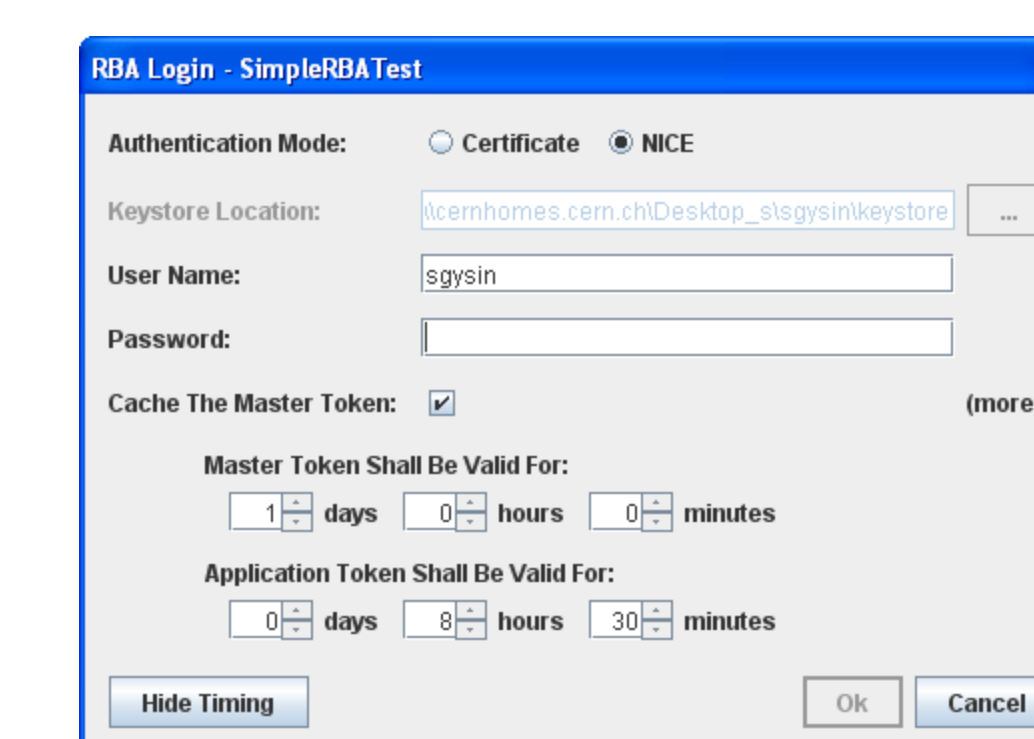 RBA Login - SimpleRBATest
Authentication Mode: Certificate NICE
Keystore Location: \\cernhomes.cern.ch\Desktop_s\sgysin\keystore ...
User Name: sgysin
Password:
Cache The Master Token: (more
Master Token Shall Be Valid For:
1 days 0 hours 0 minutes
Application Token Shall Be Valid For:
0 days 8 hours 30 minutes
Hide Timing Ok Cancel